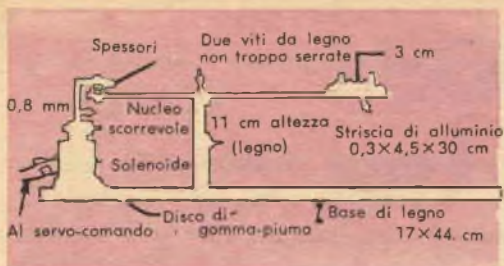 Spessori
Due viti da legno
non troppo serrate
3 cm
0,8 mm
Nucleo
scorrevole
11 cm altezza
(legno)
Striscia di alluminio
0,3×4,5×30 cm
Solenoide
Disco di
gomma-piuma
Al servo-comando
Base di legno
17×44. cm